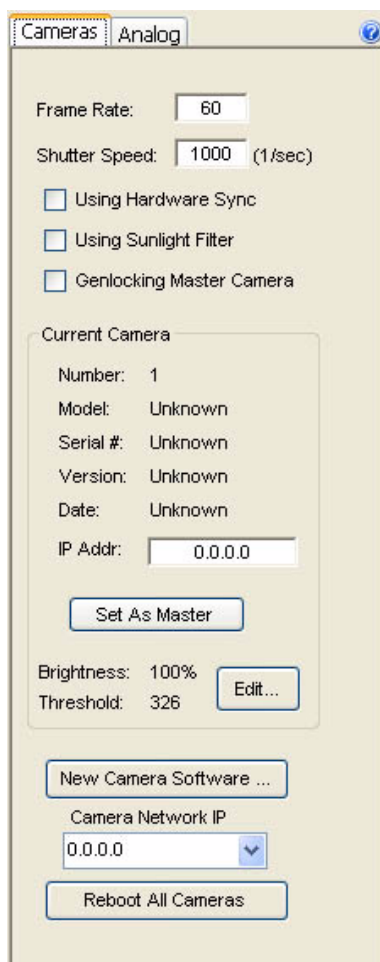 Cameras Analog
Frame Rate: 60
Shutter Speed: 1000 (1/sec)
Using Hardware Sync
Using Sunlight Filter
Genlocking Master Camera
Current Camera
Number: 1
Model: Unknown
Serial #: Unknown
Version: Unknown
Date: Unknown
IP Addr: 0.0.0.0
Set As Master
Brightness: 100%
Threshold: 326
Edit...
New Camera Software ...
Camera Network IP
0.0.0.0
Reboot All Cameras